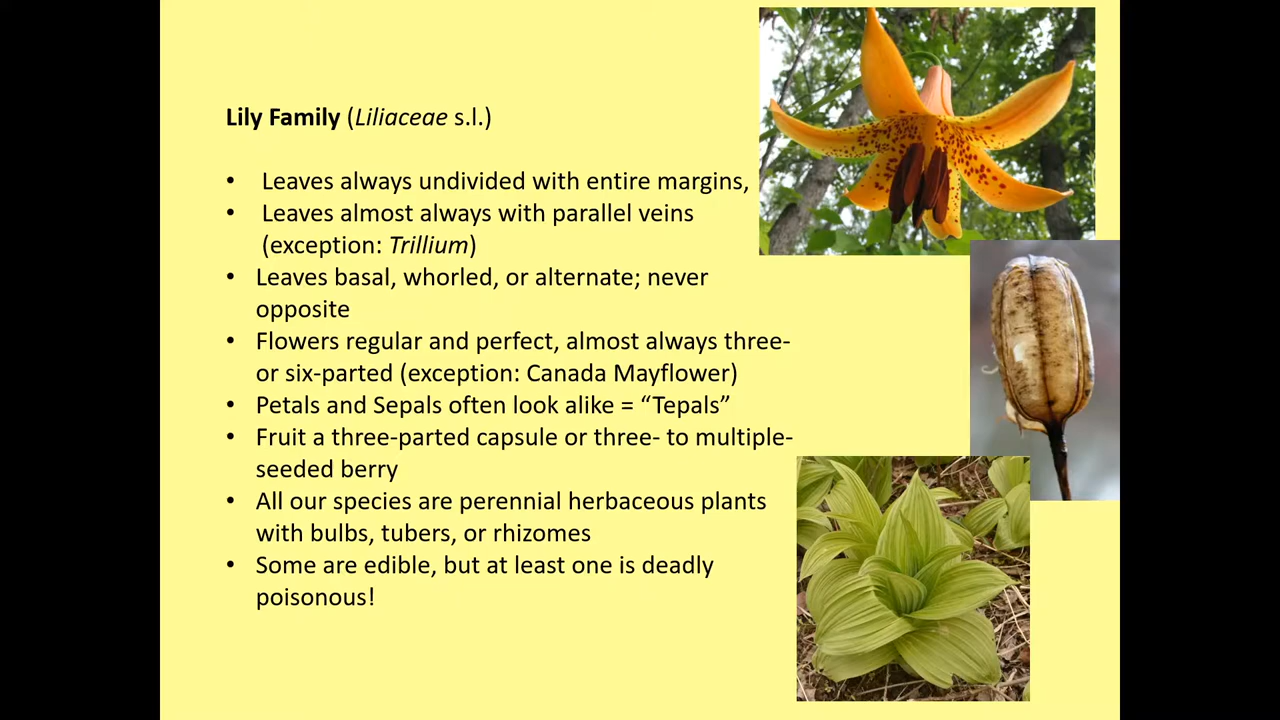 Lily Family (Liliaceae s.l.)
• Leaves always undivided with entire margins,
• Leaves almost always with parallel veins
(exception: Trillium)
• Leaves basal, whorled, or alternate; never
opposite
• Flowers regular and perfect, almost always three-
or six-parted (exception: Canada Mayflower)
• Petals and Sepals often look alike = “Tepals”
• Fruit a three-parted capsule or three- to multiple-
seeded berry
• All our species are perennial herbaceous plants
with bulbs, tubers, or rhizomes
• Some are edible, but at least one is deadly
poisonous!